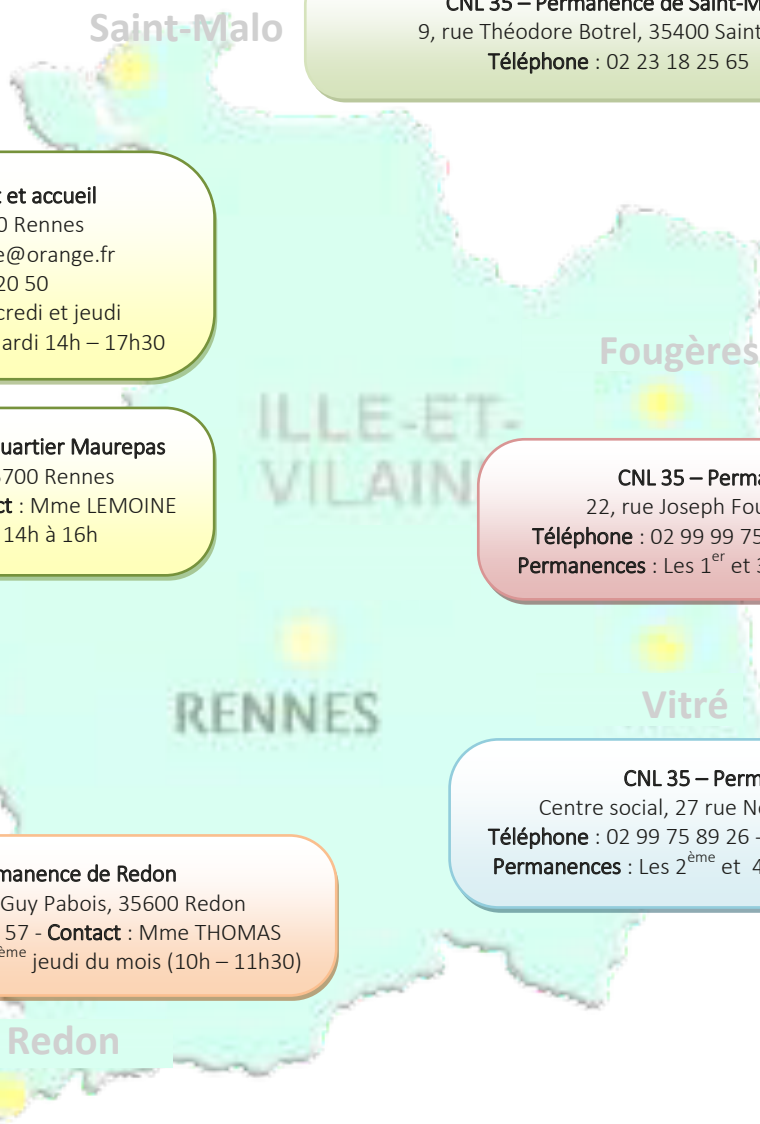 CNL 35 – Permanence de Saint-M
Saint-Malo
9, rue Théodore Botrel, 35400 Saint
Téléphone : 02 23 18 25 65
et accueil
0 Rennes
e@orange.fr
20 50
credi et jeudi
ardi 14h – 17h30
Fougères
ILLE-ET-
VILAIN
uartier Maurepas
700 Rennes
ct : Mme LEMOINE
14h à 16h
CNL 35 – Perma
22, rue Joseph Fou
Téléphone : 02 99 99 75
Permanences : Les 1er et 3
RENNES
Vitré
CNL 35 – Perm
Centre social, 27 rue N
Téléphone : 02 99 75 89 26 -
Permanences : Les 2ème et 4
manence de Redon
Guy Pabois, 35600 Redon
57 - Contact : Mme THOMAS
ème jeudi du mois (10h – 11h30)
Redon